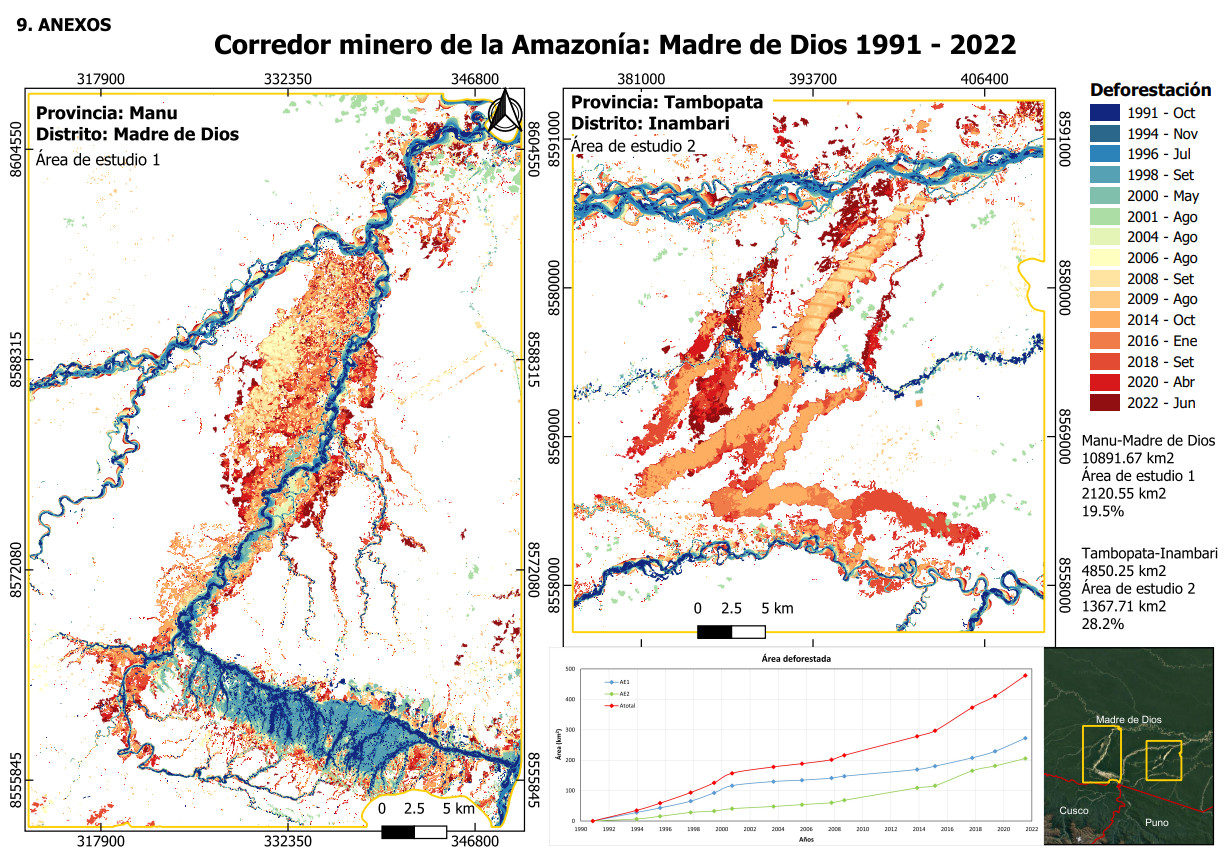 9. ANEXOS
Corredor minero de la Amazonía: Madre de Dios 1991 - 2022
317900
332350
346800
Provincia: Manu
Distrito: Madre de Dios
Área de estudio 1
8604550
8588315
8572080
8555845
8604550
8588315
8572080
8555845
0 2.5 5 km
317900
332350
346800
381000
393700
406400
Provincia: Tambopata
Distrito: Inambari
Área de estudio 2
8591000
8580000
8569000
8558000
8591000
8580000
8569000
8558000
0 2.5 5 km
Deforestación
1991 - Oct
1994 - Nov
1996 - Jul
1998 - Set
2000 - May
2001 - Ago
2004 - Ago
2006 - Ago
2008 - Set
2009 - Ago
2014 - Oct
2016 - Ene
2018 - Set
2020 - Abr
2022 - Jun
Manu-Madre de Dios
10891.67 km2
Área de estudio 1
2120.55 km2
19.5%
Tambopata-Inambari
4850.25 km2
Área de estudio 2
1367.71 km2
28.2%
Área deforestada
AE1
AE2
Atotal
Área (km²)
500
400
300
200
100
0
1990 1992 1994 1996 1998 2000 2002 2004 2006 2008 2010 2012 2014 2016 2018 2020 2022
Años
Madre de Dios
Cusco
Puno